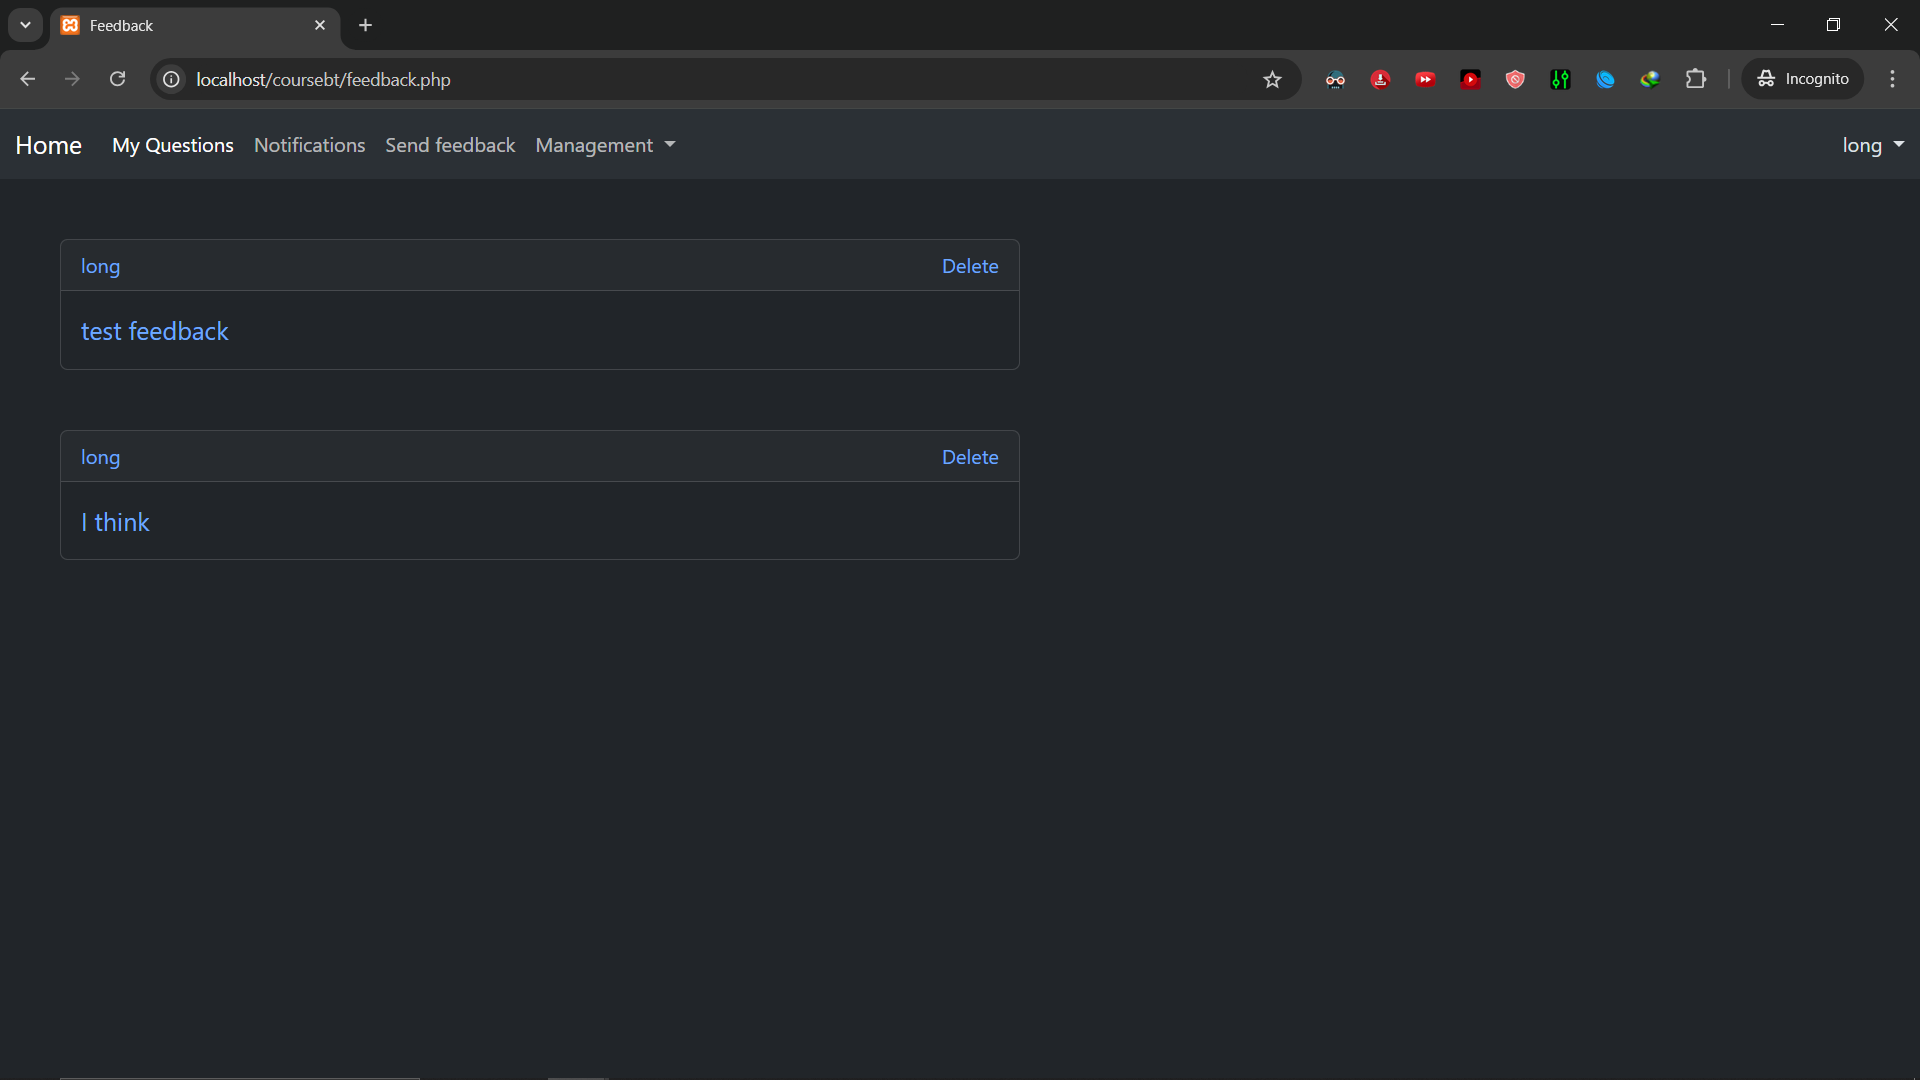 Feedback
localhost/coursebt/feedback.php
Incognito
Home My Questions Notifications Send feedback Management long
long Delete
test feedback
long Delete
I think